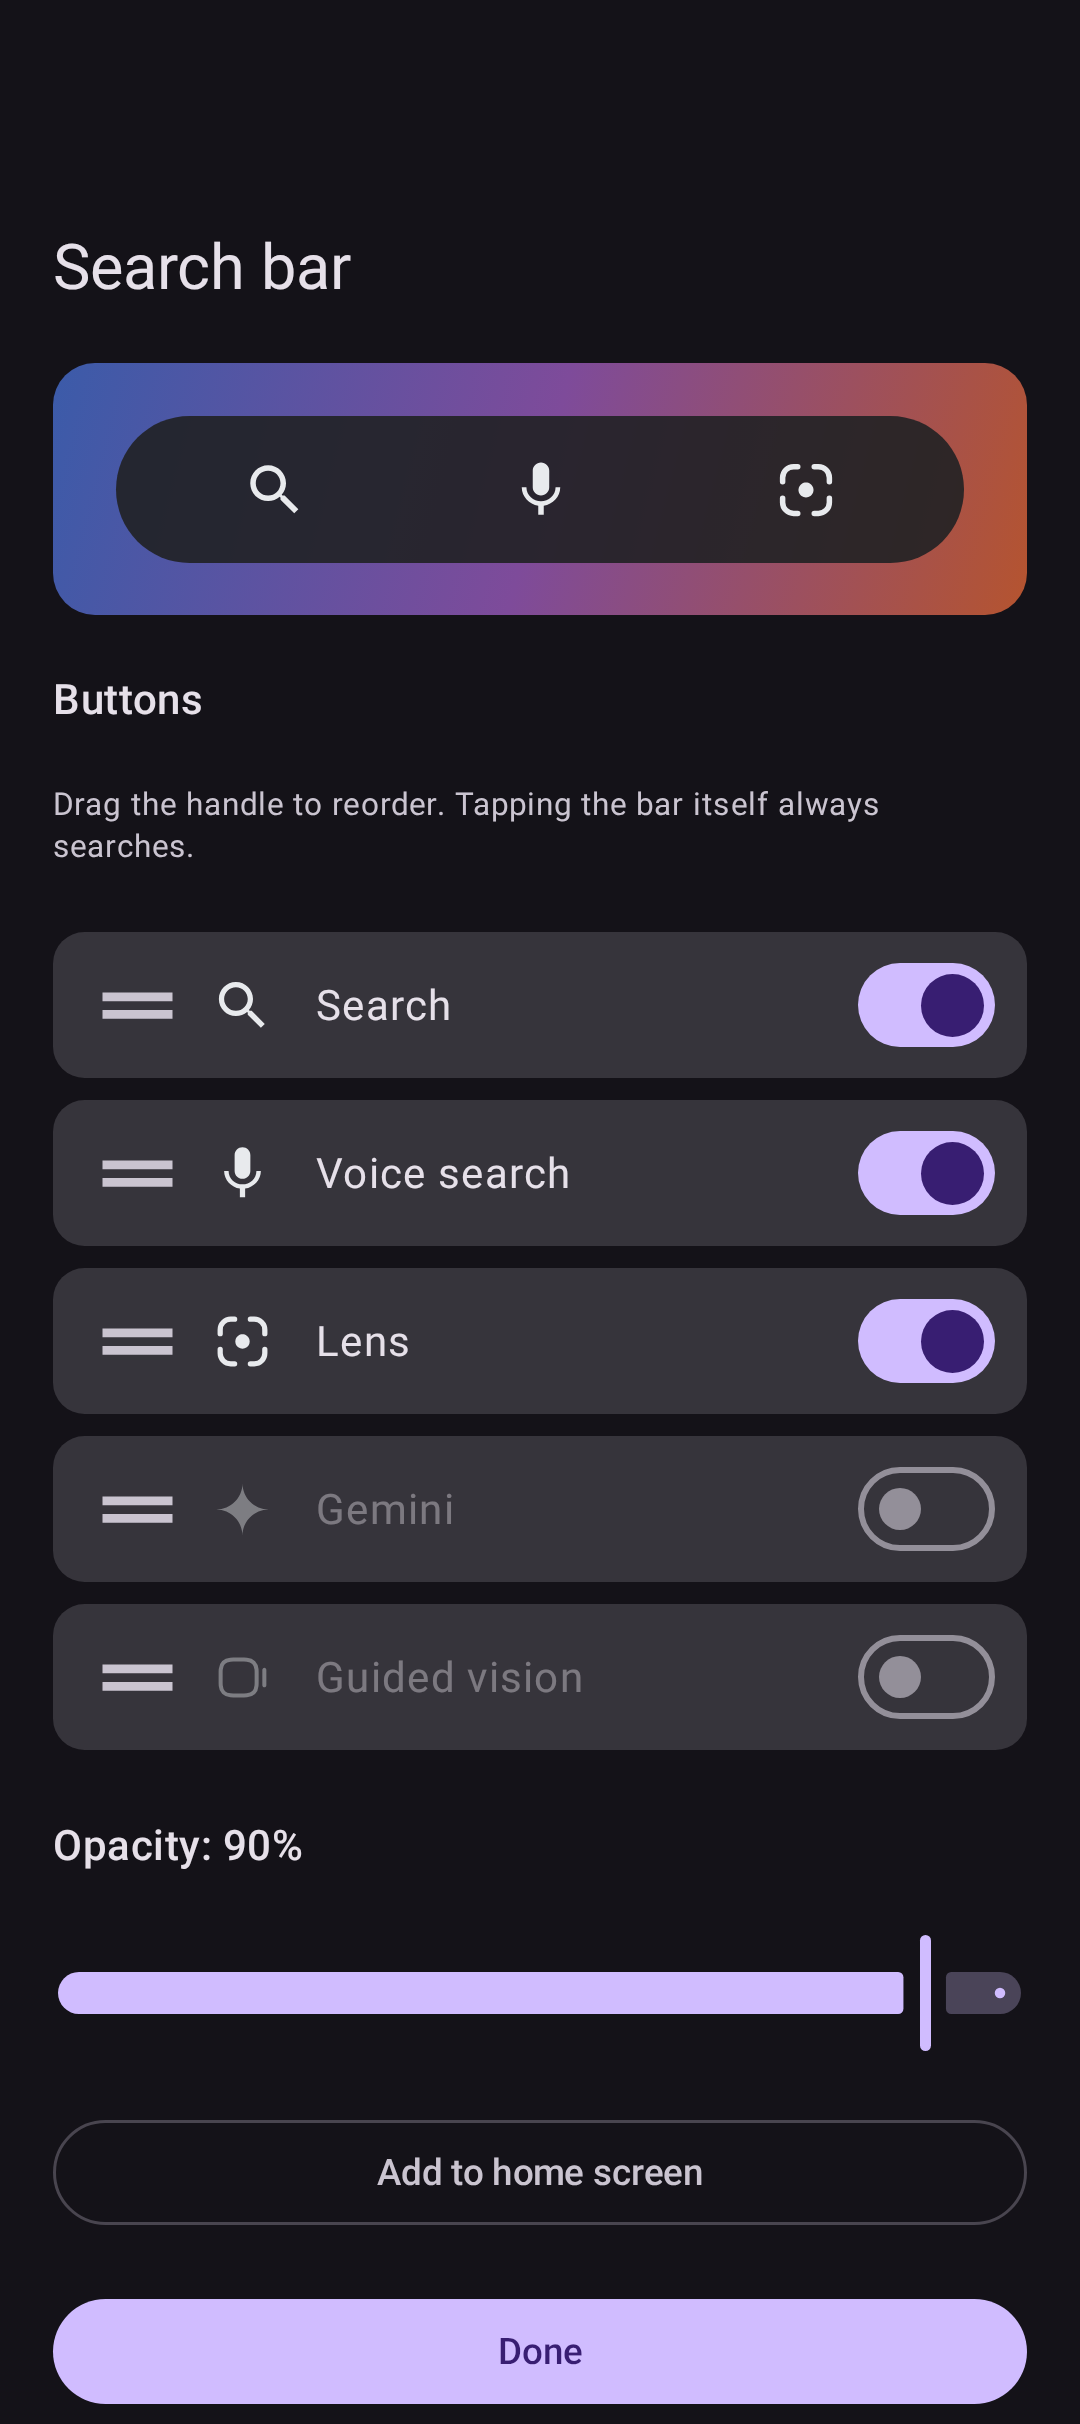 Search bar
Buttons
Drag the handle to reorder. Tapping the bar itself always
searches.
Search
Voice search
Lens
Gemini
Guided vision
Opacity: 90%
Add to home screen
Done